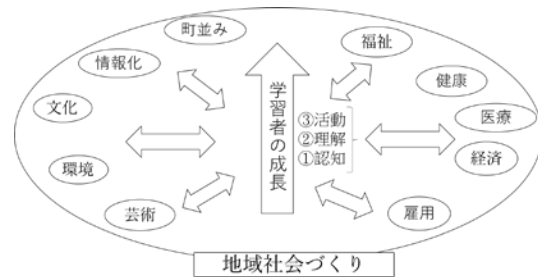 町並み
情報化
文化
環境
芸術
学習者の成長
③活動
②理解
①認知
福祉
健康
医療
経済
雇用
地域社会づくり